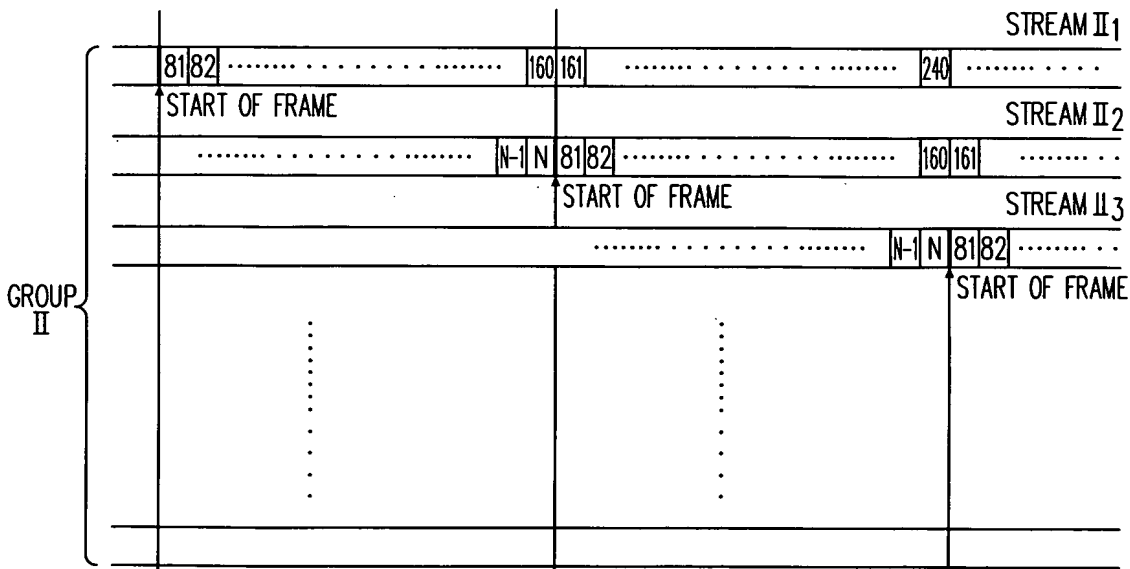 STREAM II1
81 82 ........ . . . . . . . ........ 160 161 ........ . . . . . . . ........ 240 ........ . . . .
START OF FRAME
STREAM II2
........ . . . . . . . ........ N-1 N 81 82 ........ . . . . . . . ........ 160 161 ........ . .
START OF FRAME
STREAM II3
........ . . . . . . . ........ N-1 N 81 82 ........ . .
START OF FRAME
GROUP
II